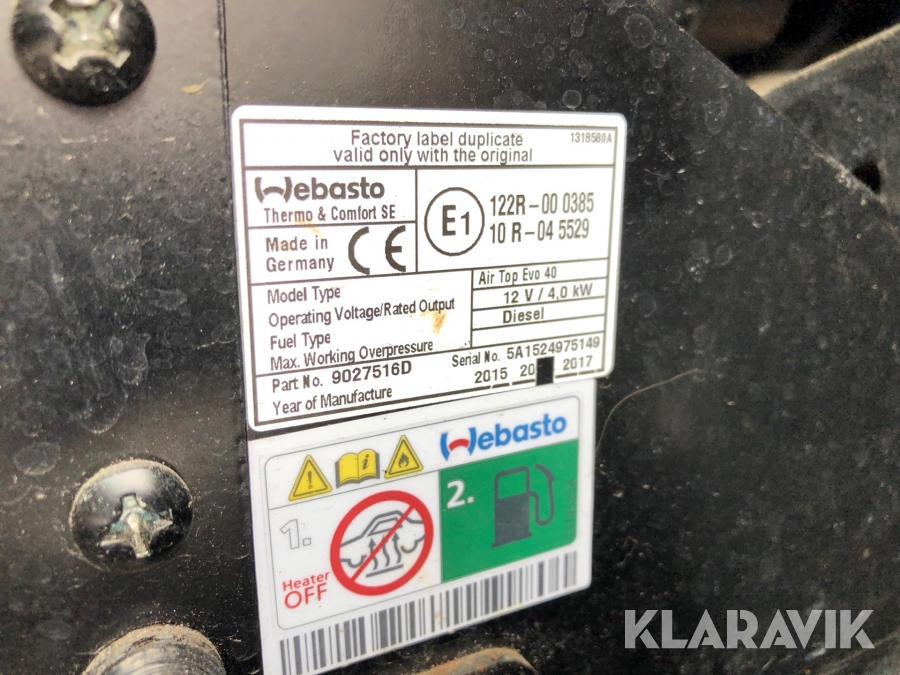 Factory label duplicate
valid only with the original
1318580A
Webasto
Thermo & Comfort SE
Made in
Germany
CE
E1
122R-00 0385
10 R-04 5529
Model Type
Air Top Evo 40
Operating Voltage/Rated Output
12 V / 4,0 kW
Fuel Type
Diesel
Max. Working Overpressure
Part No. 9027516D
Serial No. 5A1524975149
Year of Manufacture
2015 20 2017
Webasto
1.
2.
Heater
OFF
KLARAVIK